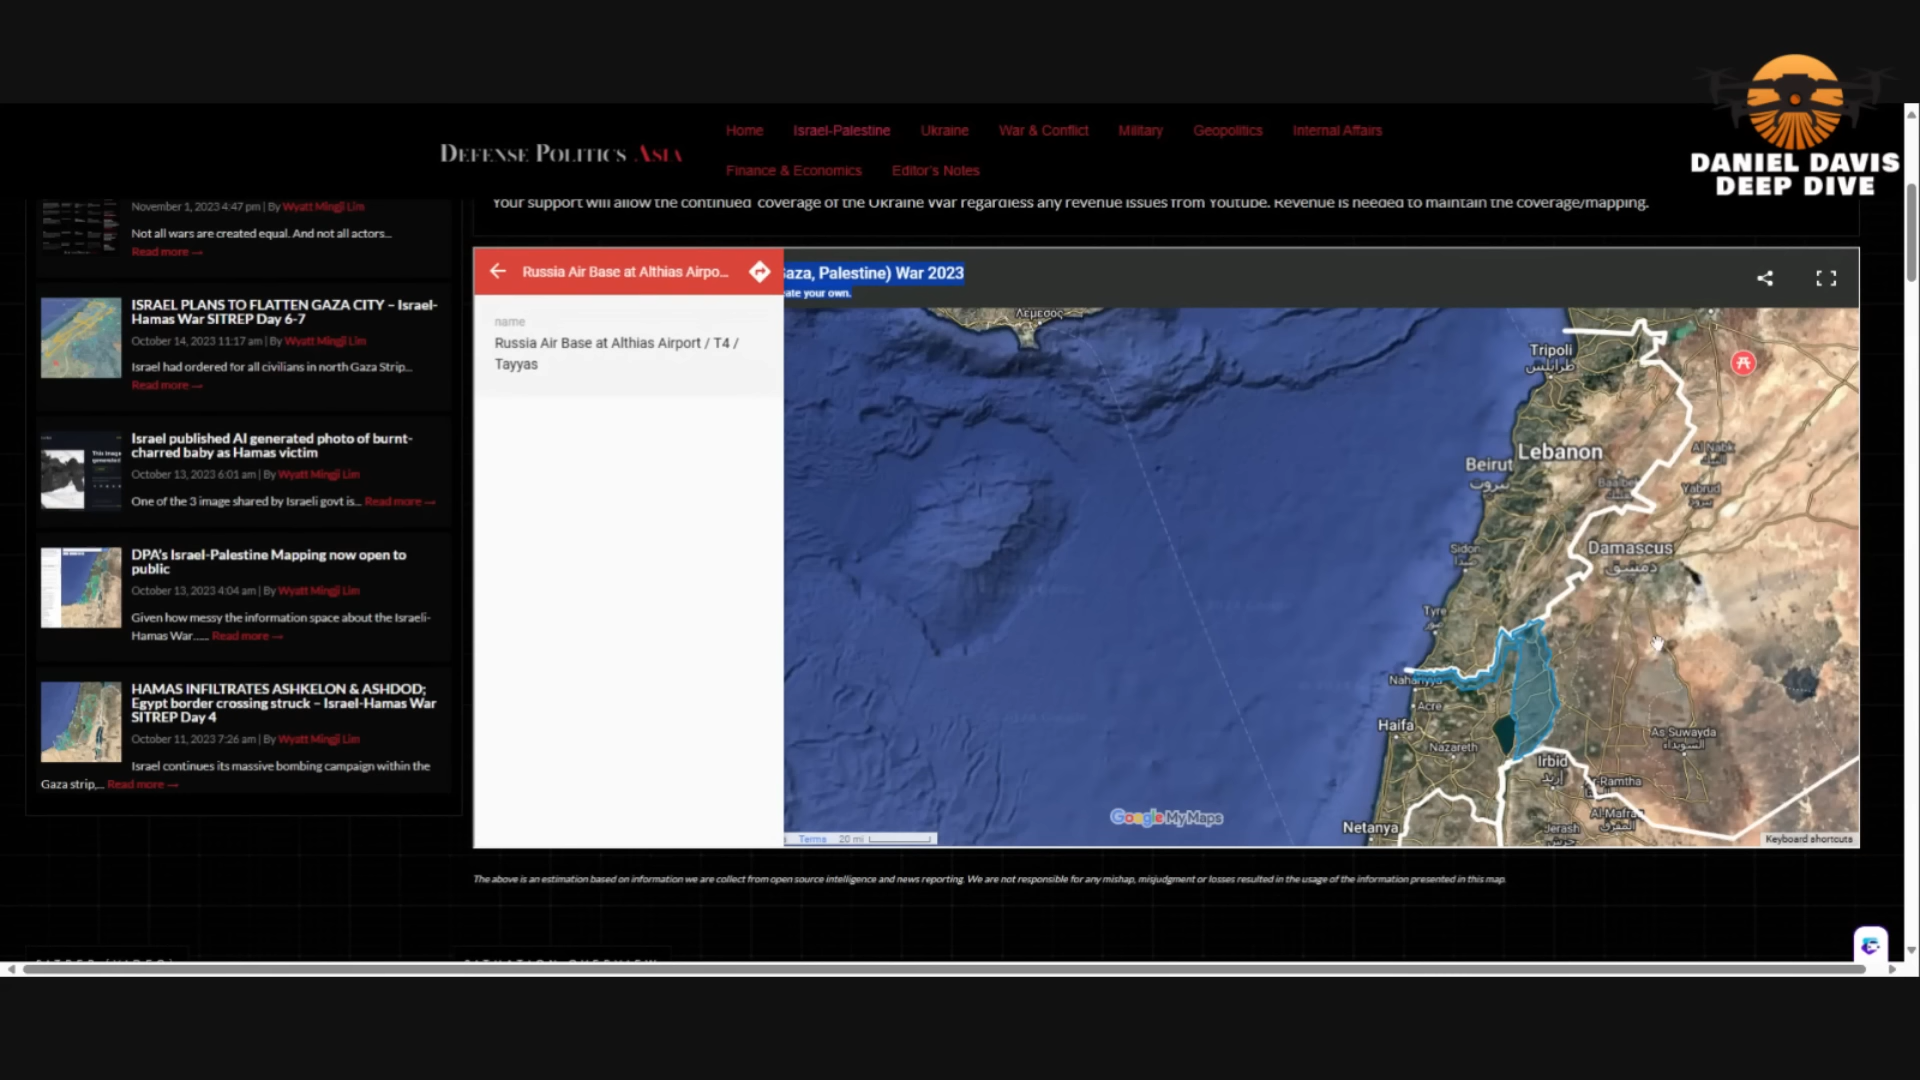 DANIEL DAVIS
DEEP DIVE
DEFENSE POLITICS ASIA
Home Israel-Palestine Ukraine War & Conflict Military Geopolitics Internal Affairs
Finance & Economics Editor's Notes
November 1, 2023 4:47 pm | By Wyatt Mingji Lim
Not all wars are created equal. And not all actors...
Read more →
ISRAEL PLANS TO FLATTEN GAZA CITY – Israel-
Hamas War SITREP Day 6-7
October 14, 2023 11:17 am | By Wyatt Mingji Lim
Israel had ordered for all civilians in north Gaza Strip...
Read more →
Israel published AI generated photo of burnt-
charred baby as Hamas victim
October 13, 2023 6:01 am | By Wyatt Mingji Lim
One of the 3 image shared by Israeli govt is... Read more →
DPA's Israel-Palestine Mapping now open to
public
October 13, 2023 4:04 am | By Wyatt Mingji Lim
Given how messy the information space about the Israeli-
Hamas War...... Read more →
HAMAS INFILTRATES ASHKELON & ASHDOD;
Egypt border crossing struck – Israel-Hamas War
SITREP Day 4
October 11, 2023 7:26 am | By Wyatt Mingji Lim
Israel continues its massive bombing campaign within the
Gaza strip,... Read more →
Your support will allow the continued coverage of the Ukraine War regardless any revenue issues from Youtube. Revenue is needed to maintain the coverage/mapping.
Russia Air Base at Althias Airpo...
aza, Palestine) War 2023
ate your own.
name
Russia Air Base at Althias Airport / T4 /
Tayyas
Λεμεσός
Tripoli
طرابلس
Lebanon
Beirut
بيروت
Al Nabk
النبك
Baalbek
Yabrud
يبرود
Sidon
صيدا
Damascus
دمشق
Tyre
صور
Nahariyya
Acre
Haifa
Nazareth
As Suwayda
السويداء
Irbid
إربد
Ar-Ramtha
Al-Mafraq
المفرق
Jerash
جرش
Netanya
Google My Maps
Terms 20 mi
Keyboard shortcuts
The above is an estimation based on information we are collect from open source intelligence and news reporting. We are not responsible for any mishap, misjudgment or losses resulted in the usage of the information presented in this map.